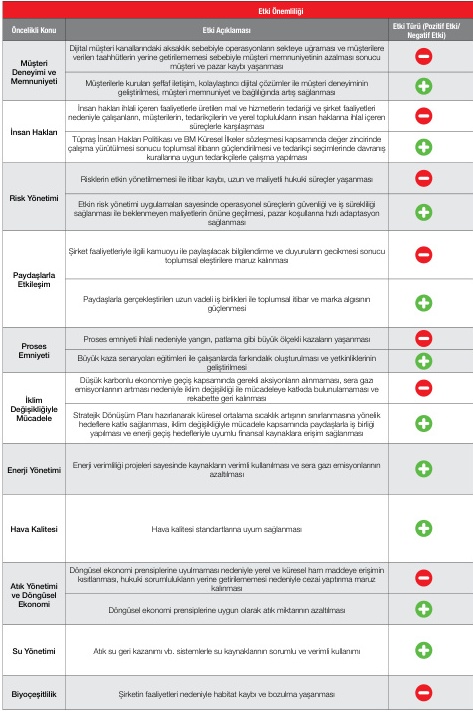 Etki Önemliliği
Öncelikli Konu
Etki Açıklaması
Etki Türü (Pozitif Etki/
Negatif Etki)
Müşteri
Deneyimi ve
Memnuniyeti
Dijital müşteri kanallarındaki aksaklık sebebiyle operasyonların sekteye uğraması ve müşterilere
verilen taahhütlerin yerine getirilememesi sebebiyle müşteri memnuniyetinin azalması sonucu
müşteri ve pazar kaybı yaşanması
Müşterilerle kurulan şeffaf iletişim, kolaylaştırıcı dijital çözümler ile müşteri deneyiminin
geliştirilmesi, müşteri memnuniyet ve bağlılığında artış sağlanması
İnsan Hakları
İnsan hakları ihlali içeren faaliyetlerle üretilen mal ve hizmetlerin tedariği ve şirket faaliyetleri
nedeniyle çalışanların, müşterilerin, tedarikçilerin ve yerel toplulukların insan haklarına ihlal içeren
süreçlerle karşılaşması
Tüpraş İnsan Hakları Politikası ve BM Küresel İlkeler sözleşmesi kapsamında değer zincirinde
çalışma yürütülmesi sonucu toplumsal itibarın güçlendirilmesi ve tedarikçi seçimlerinde davranış
kurallarına uygun tedarikçilerle çalışma yapılması
Risk Yönetimi
Risklerin etkin yönetilmemesi ile itibar kaybı, uzun ve maliyetli hukuki süreçler yaşanması
Etkin risk yönetimi uygulamaları sayesinde operasyonel süreçlerin güvenliği ve iş sürekliliği
sağlanması ile beklenmeyen maliyetlerin önüne geçilmesi, pazar koşullarına hızlı adaptasyon
sağlanması
Paydaşlarla
Etkileşim
Şirket faaliyetleriyle ilgili kamuoyu ile paylaşılacak bilgilendirme ve duyuruların gecikmesi sonucu
toplumsal eleştirilere maruz kalınması
Paydaşlarla gerçekleştirilen uzun vadeli iş birlikleri ile toplumsal itibar ve marka algısının
güçlenmesi
Proses
Emniyeti
Proses emniyeti ihlali nedeniyle yangın, patlama gibi büyük ölçekli kazaların yaşanması
Büyük kaza senaryoları eğitimleri ile çalışanlarda farkındalık oluşturulması ve yetkinliklerinin
geliştirilmesi
İklim
Değişikliğiyle
Mücadele
Düşük karbonlu ekonomiye geçiş kapsamında gerekli aksiyonların alınmaması, sera gazı
emisyonlarının artması nedeniyle iklim değişikliği ile mücadeleye katkıda bulunulamaması ve
rekabette geri kalınması
Stratejik Dönüşüm Planı hazırlanarak küresel ortalama sıcaklık artışının sınırlanmasına yönelik
hedeflere katkı sağlanması, iklim değişikliğiyle mücadele kapsamında paydaşlarla iş birliği
yapılması ve enerji geçiş hedefleriyle uyumlu finansal kaynaklara erişim sağlanması
Enerji Yönetimi
Enerji verimliliği projeleri sayesinde kaynakların verimli kullanılması ve sera gazı emisyonlarının
azaltılması
Hava Kalitesi
Hava kalitesi standartlarına uyum sağlanması
Atık Yönetimi
ve Döngüsel
Ekonomi
Döngüsel ekonomi prensiplerine uyulmaması nedeniyle yerel ve küresel ham maddeye erişimin
kısıtlanması, hukuki sorumlulukların yerine getirilememesi nedeniyle cezai yaptırıma maruz
kalınması
Döngüsel ekonomi prensiplerine uygun olarak atık miktarının azaltılması
Su Yönetimi
Atık su geri kazanımı vb. sistemlerle su kaynaklarının sorumlu ve verimli kullanımı
Biyoçeşitlilik
Şirketin faaliyetleri nedeniyle habitat kaybı ve bozulma yaşanması